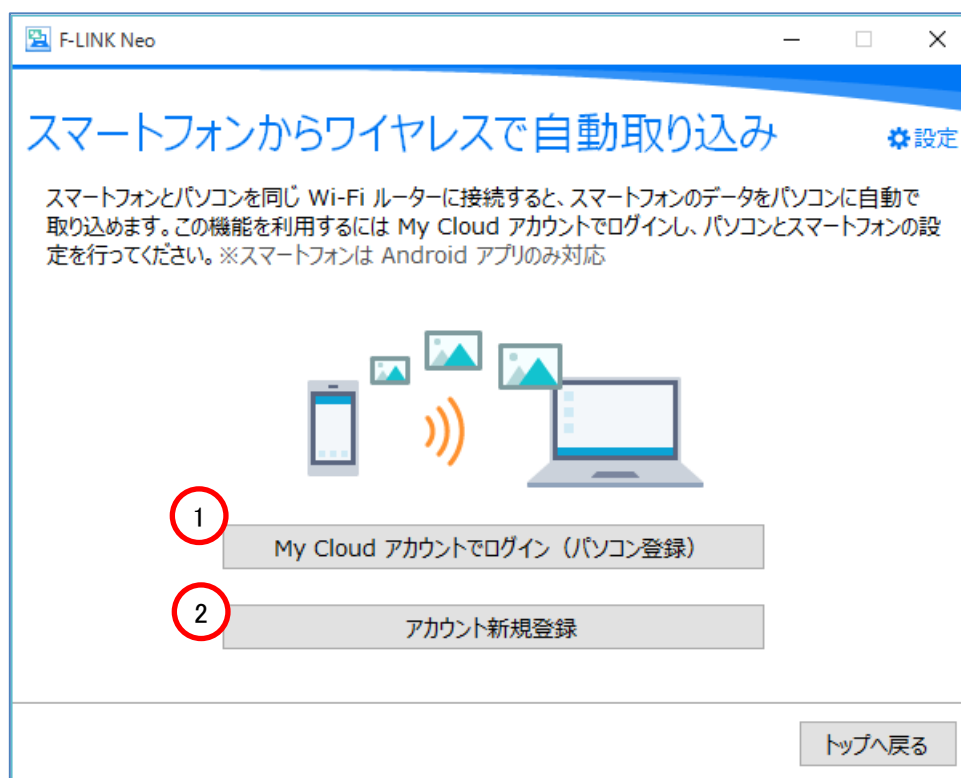 F-LINK Neo
スマートフォンからワイヤレスで自動取り込み
設定
スマートフォンとパソコンを同じ Wi-Fi ルーターに接続すると、スマートフォンのデータをパソコンに自動で
取り込めます。この機能を利用するには My Cloud アカウントでログインし、パソコンとスマートフォンの設
定を行ってください。※スマートフォンは Android アプリのみ対応
1
My Cloud アカウントでログイン（パソコン登録）
2
アカウント新規登録
トップへ戻る